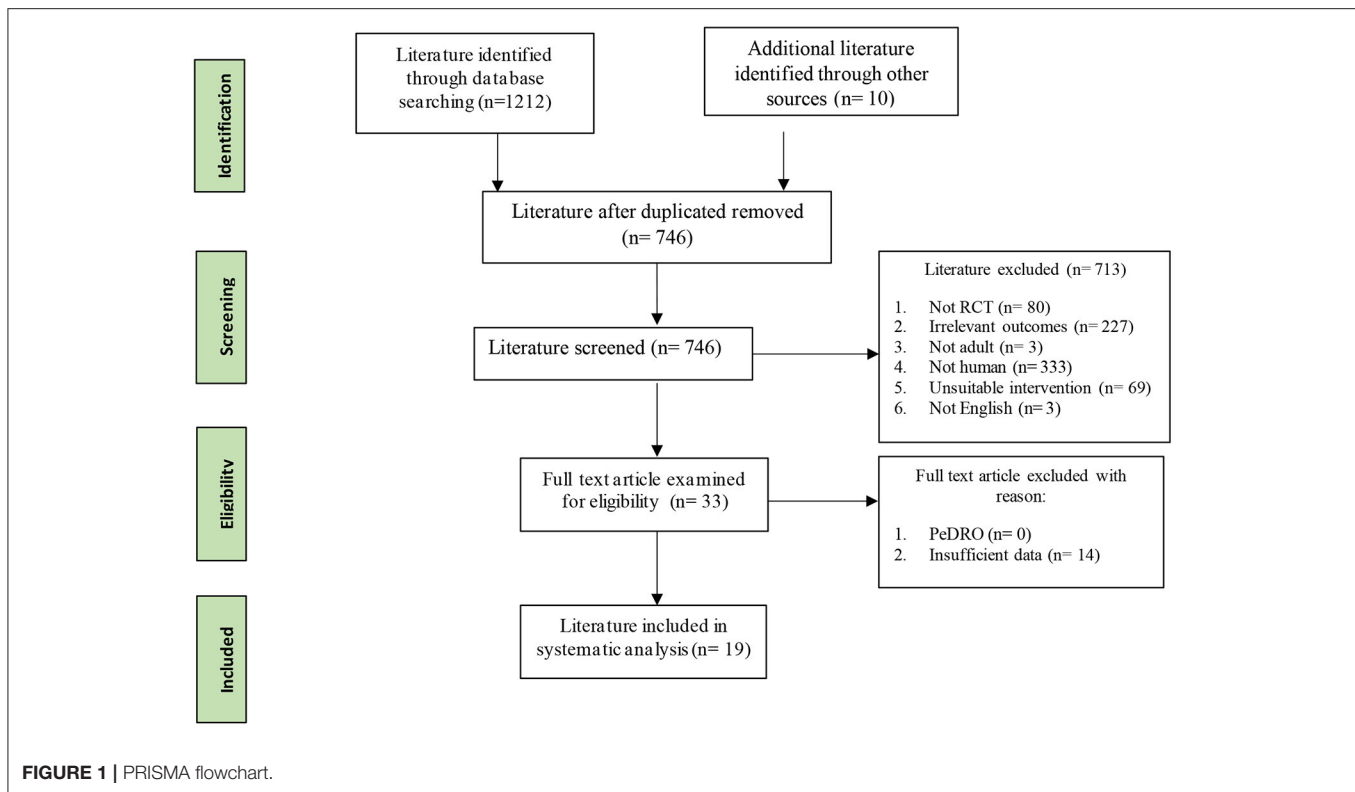 Identification
Literature identified
through database
searching (n=1212)
Additional literature
identified through other
sources (n= 10)
Literature after duplicated removed
(n= 746)
Screening
Literature screened (n= 746)
Literature excluded (n= 713)
1. Not RCT (n= 80)
2. Irrelevant outcomes (n= 227)
3. Not adult (n= 3)
4. Not human (n= 333)
5. Unsuitable intervention (n= 69)
6. Not English (n= 3)
Eligibility
Full text article examined
for eligibility (n= 33)
Full text article excluded with
reason:
1. PeDRO (n= 0)
2. Insufficient data (n= 14)
Included
Literature included in
systematic analysis (n= 19)
FIGURE 1 | PRISMA flowchart.